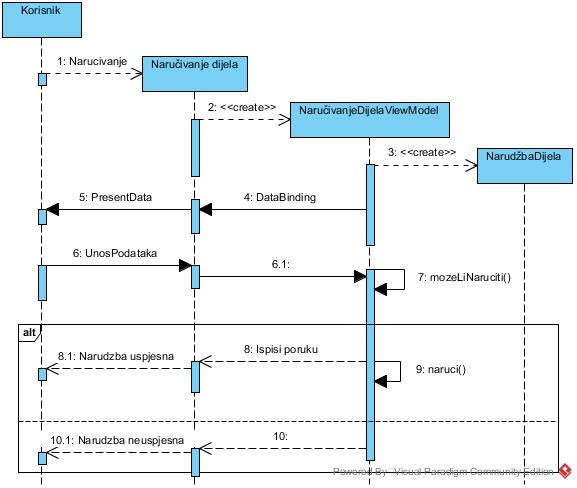 Korisnik
1: Narucivanje
Naručivanje dijela
2: <<create>>
NaručivanjeDijelaViewModel
3: <<create>>
NarudžbaDijela
5: PresentData
4: DataBinding
6: UnosPodataka
6.1:
7: mozeLiNaruciti()
alt
8: Ispisi poruku
8.1: Narudzba uspjesna
9: naruci()
10:
10.1: Narudzba neuspjesna
Powered By Visual Paradigm Community Edition